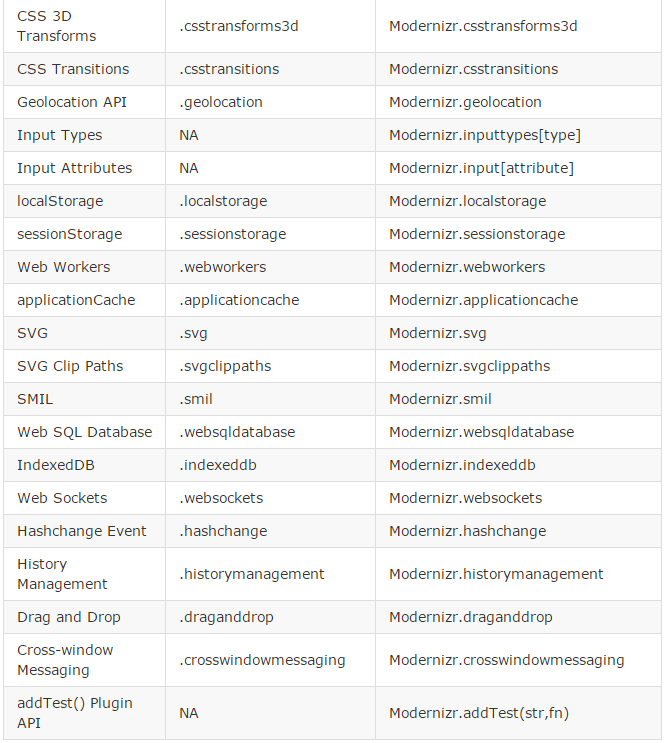 CSS 3D
Transforms .csstransforms3d Modernizr.csstransforms3d
CSS Transitions .csstransitions Modernizr.csstransitions
Geolocation API .geolocation Modernizr.geolocation
Input Types NA Modernizr.inputtypes[type]
Input Attributes NA Modernizr.input[attribute]
localStorage .localstorage Modernizr.localstorage
sessionStorage .sessionstorage Modernizr.sessionstorage
Web Workers .webworkers Modernizr.webworkers
applicationCache .applicationcache Modernizr.applicationcache
SVG .svg Modernizr.svg
SVG Clip Paths .svgclippaths Modernizr.svgclippaths
SMIL .smil Modernizr.smil
Web SQL Database .websqldatabase Modernizr.websqldatabase
IndexedDB .indexeddb Modernizr.indexeddb
Web Sockets .websockets Modernizr.websockets
Hashchange Event .hashchange Modernizr.hashchange
History
Management .historymanagement Modernizr.historymanagement
Drag and Drop .draganddrop Modernizr.draganddrop
Cross-window
Messaging .crosswindowmessaging Modernizr.crosswindowmessaging
addTest() Plugin
API NA Modernizr.addTest(str,fn)